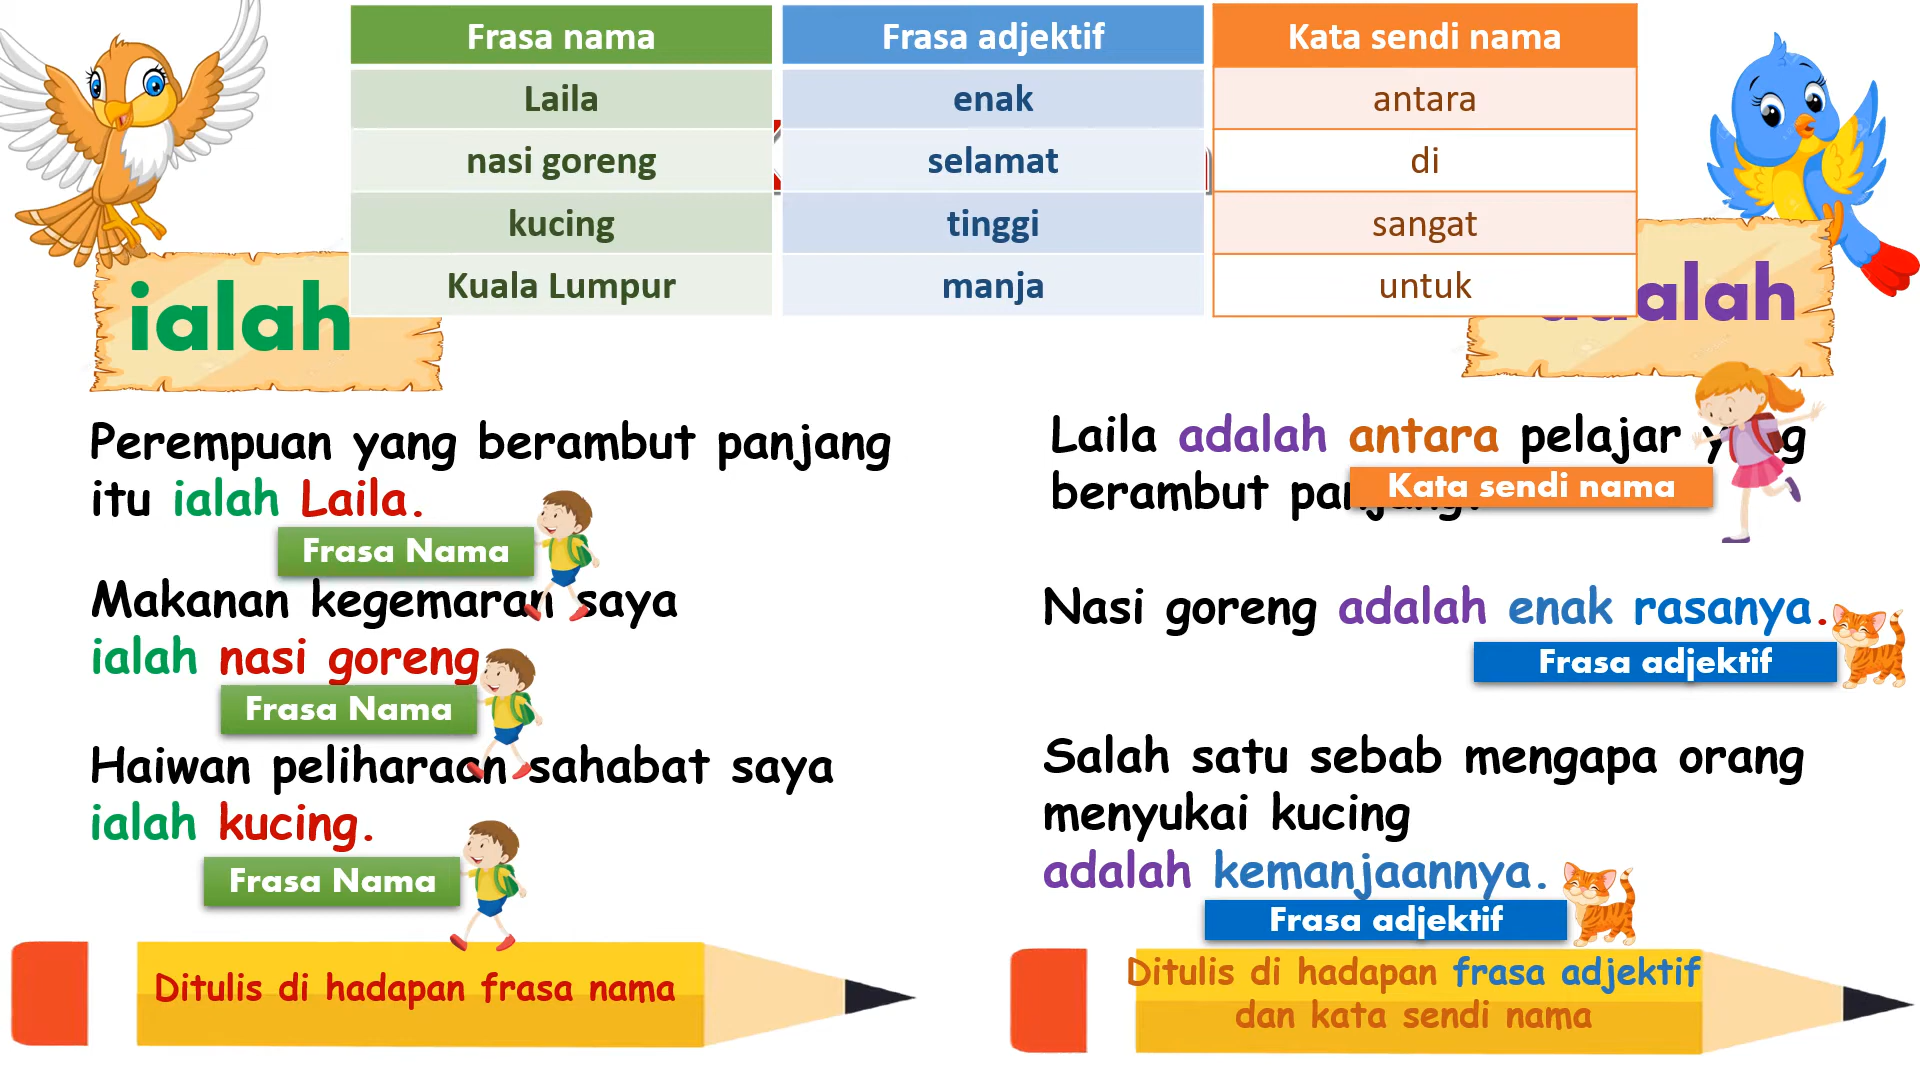 Frasa nama Frasa adjektif Kata sendi nama
Laila enak antara
nasi goreng selamat di
kucing tinggi sangat
Kuala Lumpur manja untuk
ialah
alah
Perempuan yang berambut panjang
itu ialah Laila.
Frasa Nama
Makanan kegemaran saya
ialah nasi goreng
Frasa Nama
Haiwan peliharaan sahabat saya
ialah kucing.
Frasa Nama
Ditulis di hadapan frasa nama
Laila adalah antara pelajar yang
berambut panjang.
Kata sendi nama
Nasi goreng adalah enak rasanya.
Frasa adjektif
Salah satu sebab mengapa orang
menyukai kucing
adalah kemanjaannya.
Frasa adjektif
Ditulis di hadapan frasa adjektif
dan kata sendi nama